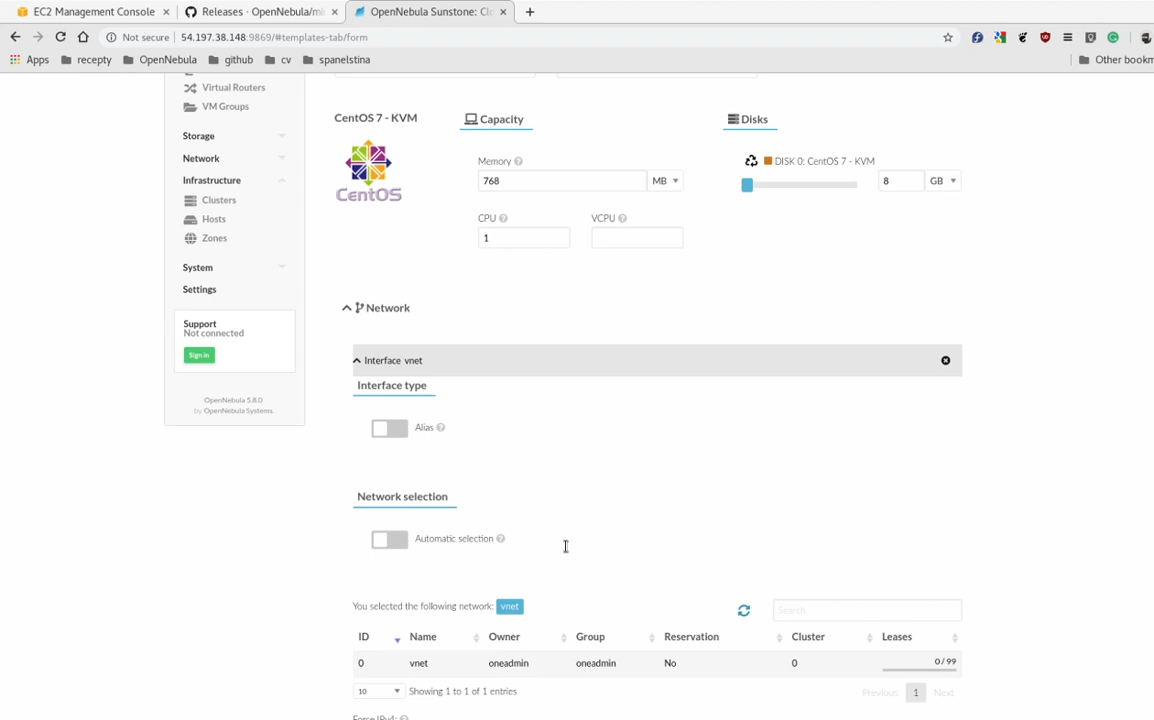 EC2 Management Console
Releases · OpenNebula/mi
OpenNebula Sunstone: Clo
Not secure
54.197.38.148:9869/#templates-tab/form
Apps
recepty
OpenNebula
github
cv
spanelstina
Other bookm
Virtual Routers
VM Groups
Storage
Network
Infrastructure
Clusters
Hosts
Zones
System
Settings
Support
Not connected
Sign in
OpenNebula 5.8.0
by OpenNebula Systems.
CentOS 7 - KVM
CentOS
Capacity
Disks
Memory
768
MB
DISK 0: CentOS 7 - KVM
8
GB
CPU
VCPU
1
Network
Interface vnet
Interface type
Alias
Network selection
Automatic selection
You selected the following network: vnet
Search
ID Name Owner Group Reservation Cluster Leases
0 vnet oneadmin oneadmin No 0 0 / 99
10 Showing 1 to 1 of 1 entries
Previous 1 Next
Force IPv4: